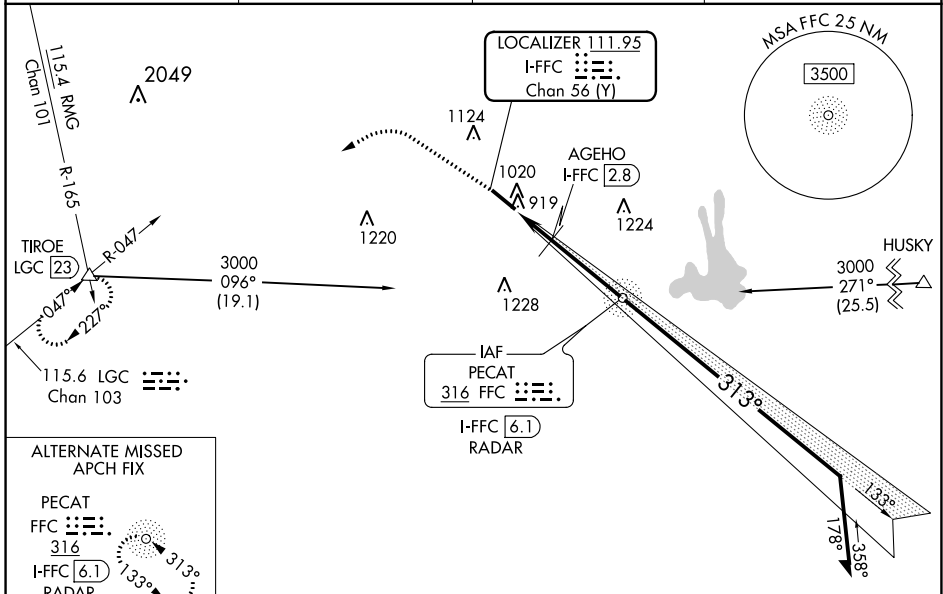 MSA FFC 25 NM
3500
LOCALIZER 111.95
I-FFC
Chan 56 (Y)
115.4 RMG
Chan 101
R-165
2049
1124
1020
919
AGEHO
I-FFC 2.8
1224
1220
1228
TIROE
LGC 23
R-047
047°
227°
3000
096°
(19.1)
HUSKY
3000
271°
(25.5)
115.6 LGC
Chan 103
IAF
PECAT
316 FFC
I-FFC 6.1
RADAR
313°
133°
178°
358°
ALTERNATE MISSED
APCH FIX
PECAT
FFC
316
I-FFC 6.1
RADAR
313°
133°